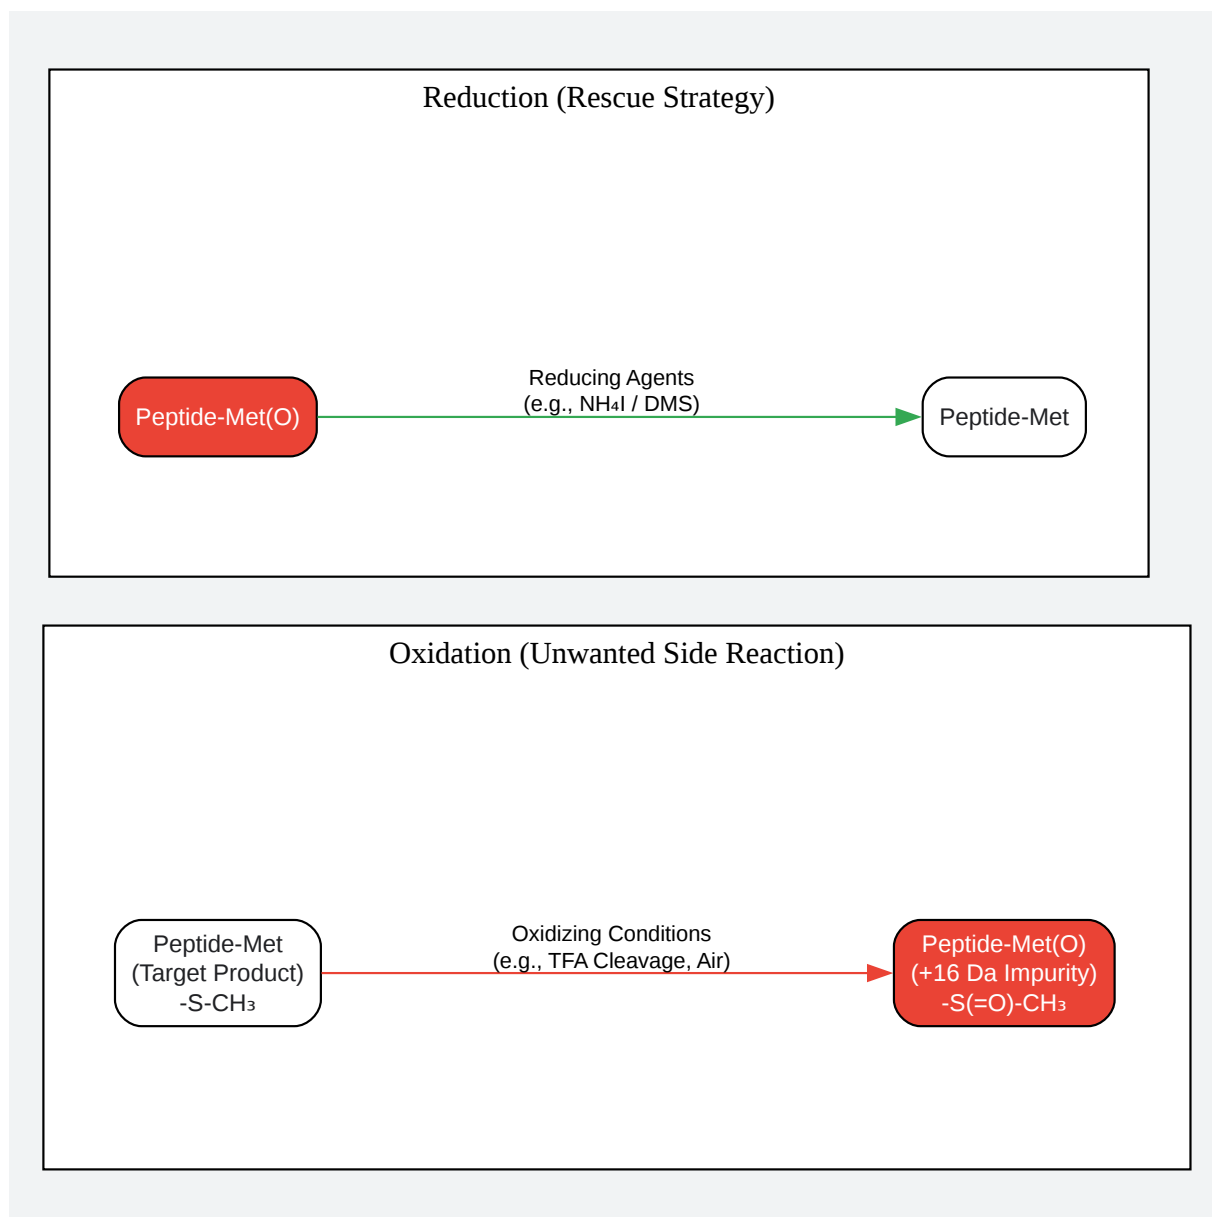 Reduction (Rescue Strategy)
Reducing Agents
(e.g., NH₄I / DMS)
Peptide-Met(O)
Peptide-Met
Oxidation (Unwanted Side Reaction)
Peptide-Met
(Target Product)
-S-CH₃
Oxidizing Conditions
(e.g., TFA Cleavage, Air)
Peptide-Met(O)
(+16 Da Impurity)
-S(=O)-CH₃